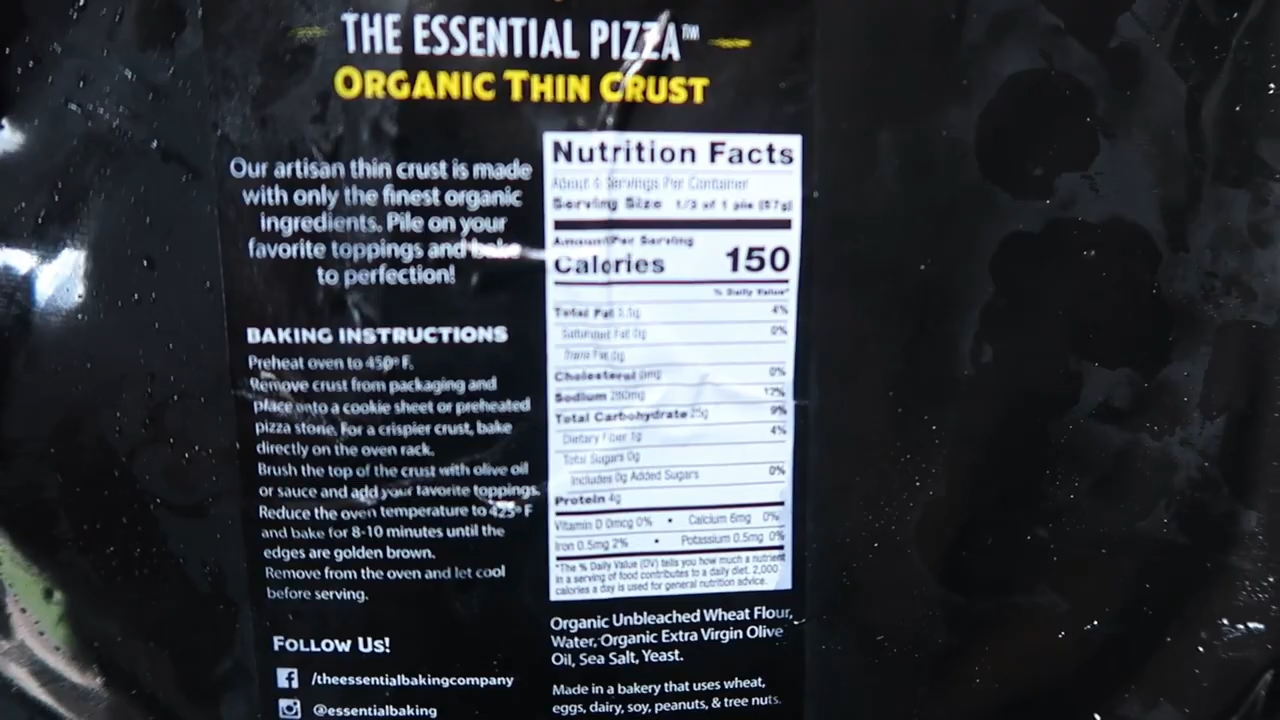 THE ESSENTIAL PIZZA™
ORGANIC THIN CRUST
Our artisan thin crust is made
with only the finest organic
ingredients. Pile on your
favorite toppings and bake
to perfection!
BAKING INSTRUCTIONS
Preheat oven to 450° F.
Remove crust from packaging and
place onto a cookie sheet or preheated
pizza stone. For a crispier crust, bake
directly on the oven rack.
Brush the top of the crust with olive oil
or sauce and add your favorite toppings.
Reduce the oven temperature to 425° F
and bake for 8-10 minutes until the
edges are golden brown.
Remove from the oven and let cool
before serving.
FOLLOW US!
/theessentialbakingcompany
@essentialbaking
Nutrition Facts
About 6 Servings Per Container
Serving Size 1/3 of 1 pie (57g)
Amount Per Serving
Calories 150
% Daily Value*
Total Fat 3.5g 4%
Saturated Fat 0g 0%
Trans Fat 0g
Cholesterol 0mg 0%
Sodium 280mg 12%
Total Carbohydrate 25g 9%
Dietary Fiber 1g 4%
Total Sugars 0g
Includes 0g Added Sugars 0%
Protein 4g
Vitamin D 0mcg 0% • Calcium 6mg 0%
Iron 0.5mg 2% • Potassium 0.5mg 0%
*The % Daily Value (DV) tells you how much a nutrient
in a serving of food contributes to a daily diet. 2,000
calories a day is used for general nutrition advice.
Organic Unbleached Wheat Flour,
Water, Organic Extra Virgin Olive
Oil, Sea Salt, Yeast.
Made in a bakery that uses wheat,
eggs, dairy, soy, peanuts, & tree nuts.